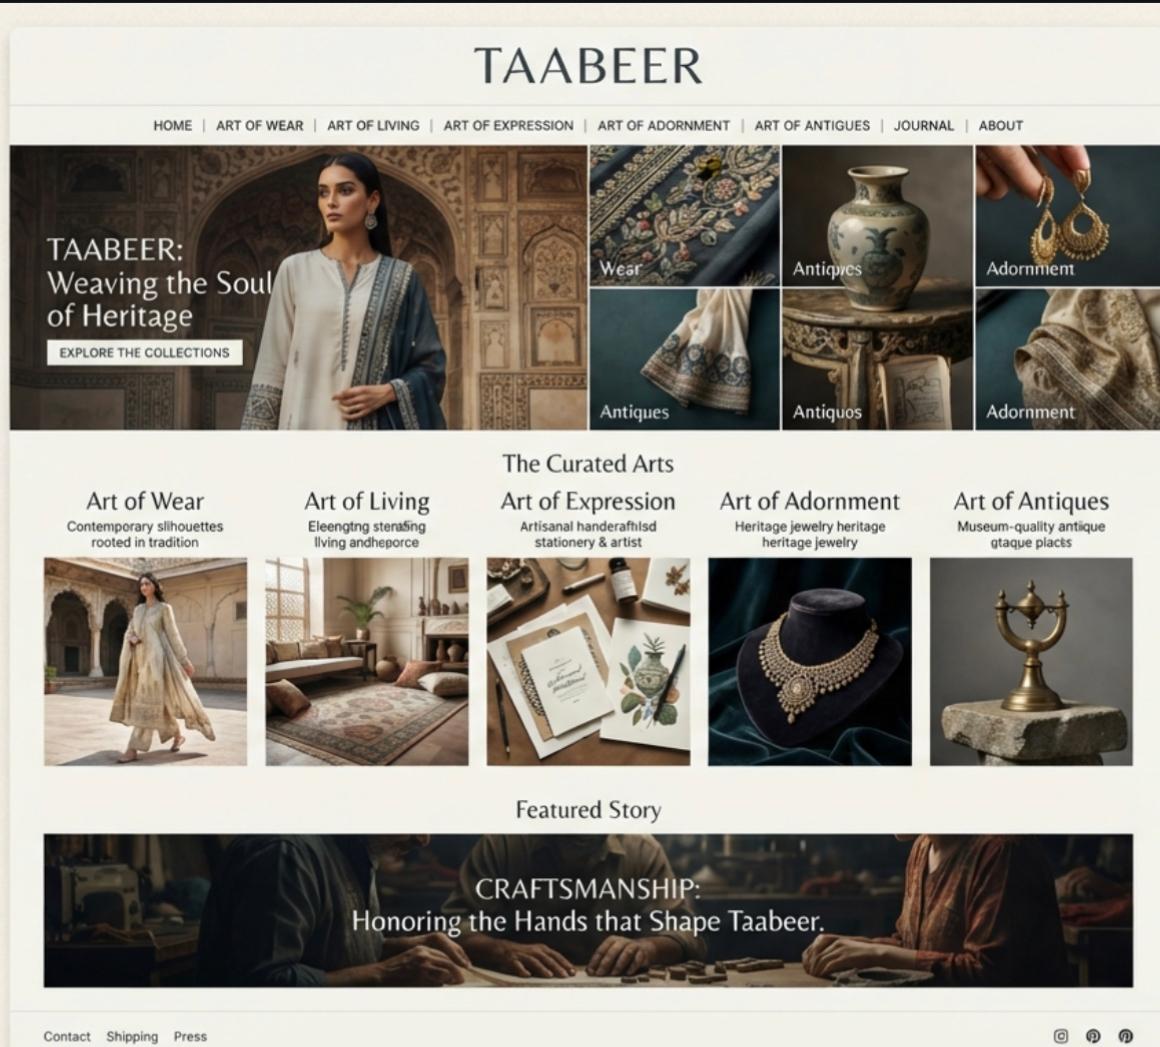 TAABEER
HOME | ART OF WEAR | ART OF LIVING | ART OF EXPRESSION | ART OF ADORNMENT | ART OF ANTIGUES | JOURNAL | ABOUT
TAABEER:
Weaving the Soul
of Heritage
EXPLORE THE COLLECTIONS
Wear
Antiques
Adornment
Antiques
Antiquos
Adornment
The Curated Arts
Art of Wear
Contemporary slihouettes
rooted in tradition
Art of Living
living
Art of Expression
Artisanal
stationery & artist
Art of Adornment
Heritage jewelry heritage
heritage jewelry
Art of Antiques
Museum-quality antique
Featured Story
CRAFTSMANSHIP:
Honoring the Hands that Shape Taabeer.
Contact Shipping Press